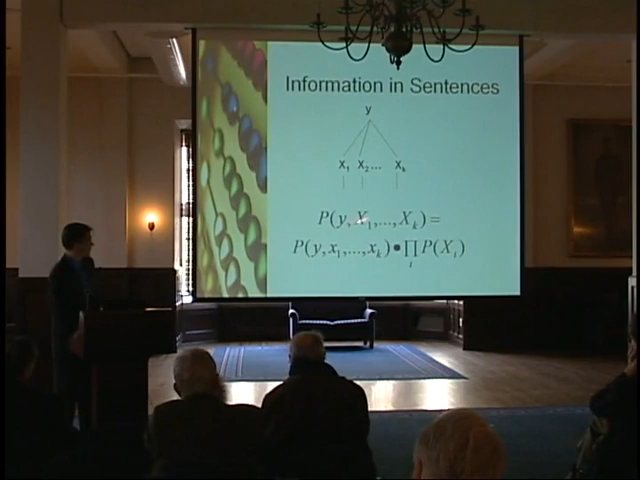 Information in Sentences
y
X₁ X₂... Xₖ
P(y, X₁,..., Xₖ) =
P(y, x₁,..., xₖ) • ∏ᵢ P(Xᵢ)